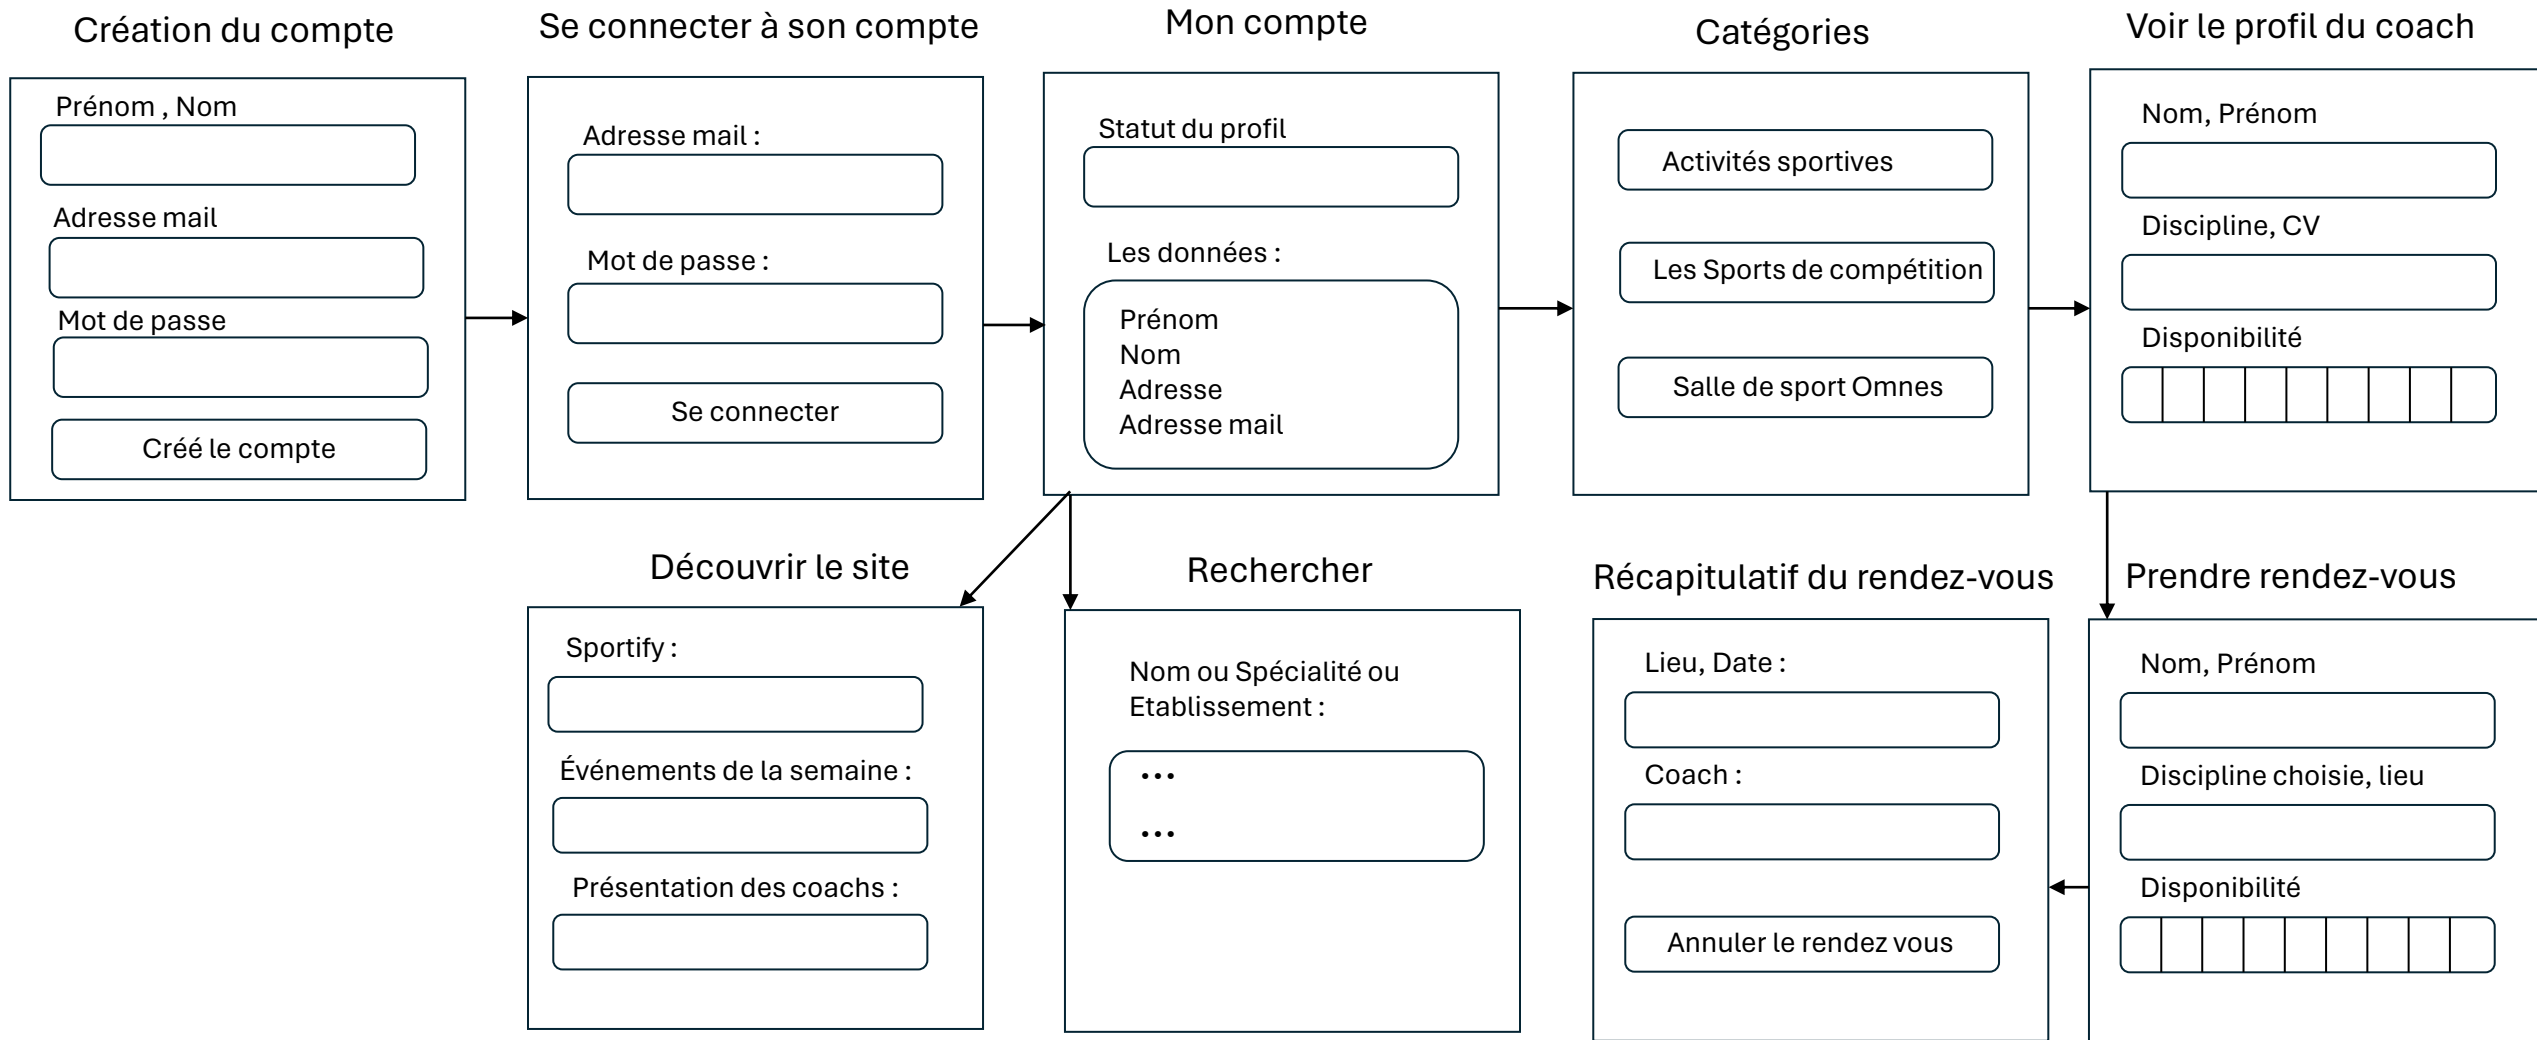 Création du compte
Prénom , Nom
Adresse mail
Mot de passe
Créé le compte
Se connecter à son compte
Adresse mail :
Mot de passe :
Se connecter
Mon compte
Statut du profil
Les données :
Prénom
Nom
Adresse
Adresse mail
Catégories
Activités sportives
Les Sports de compétition
Salle de sport Omnes
Voir le profil du coach
Nom, Prénom
Discipline, CV
Disponibilité
Découvrir le site
Sportify :
Événements de la semaine :
Présentation des coachs :
Rechercher
Nom ou Spécialité ou
Etablissement :
...
...
Récapitulatif du rendez-vous
Lieu, Date :
Coach :
Annuler le rendez vous
Prendre rendez-vous
Nom, Prénom
Discipline choisie, lieu
Disponibilité